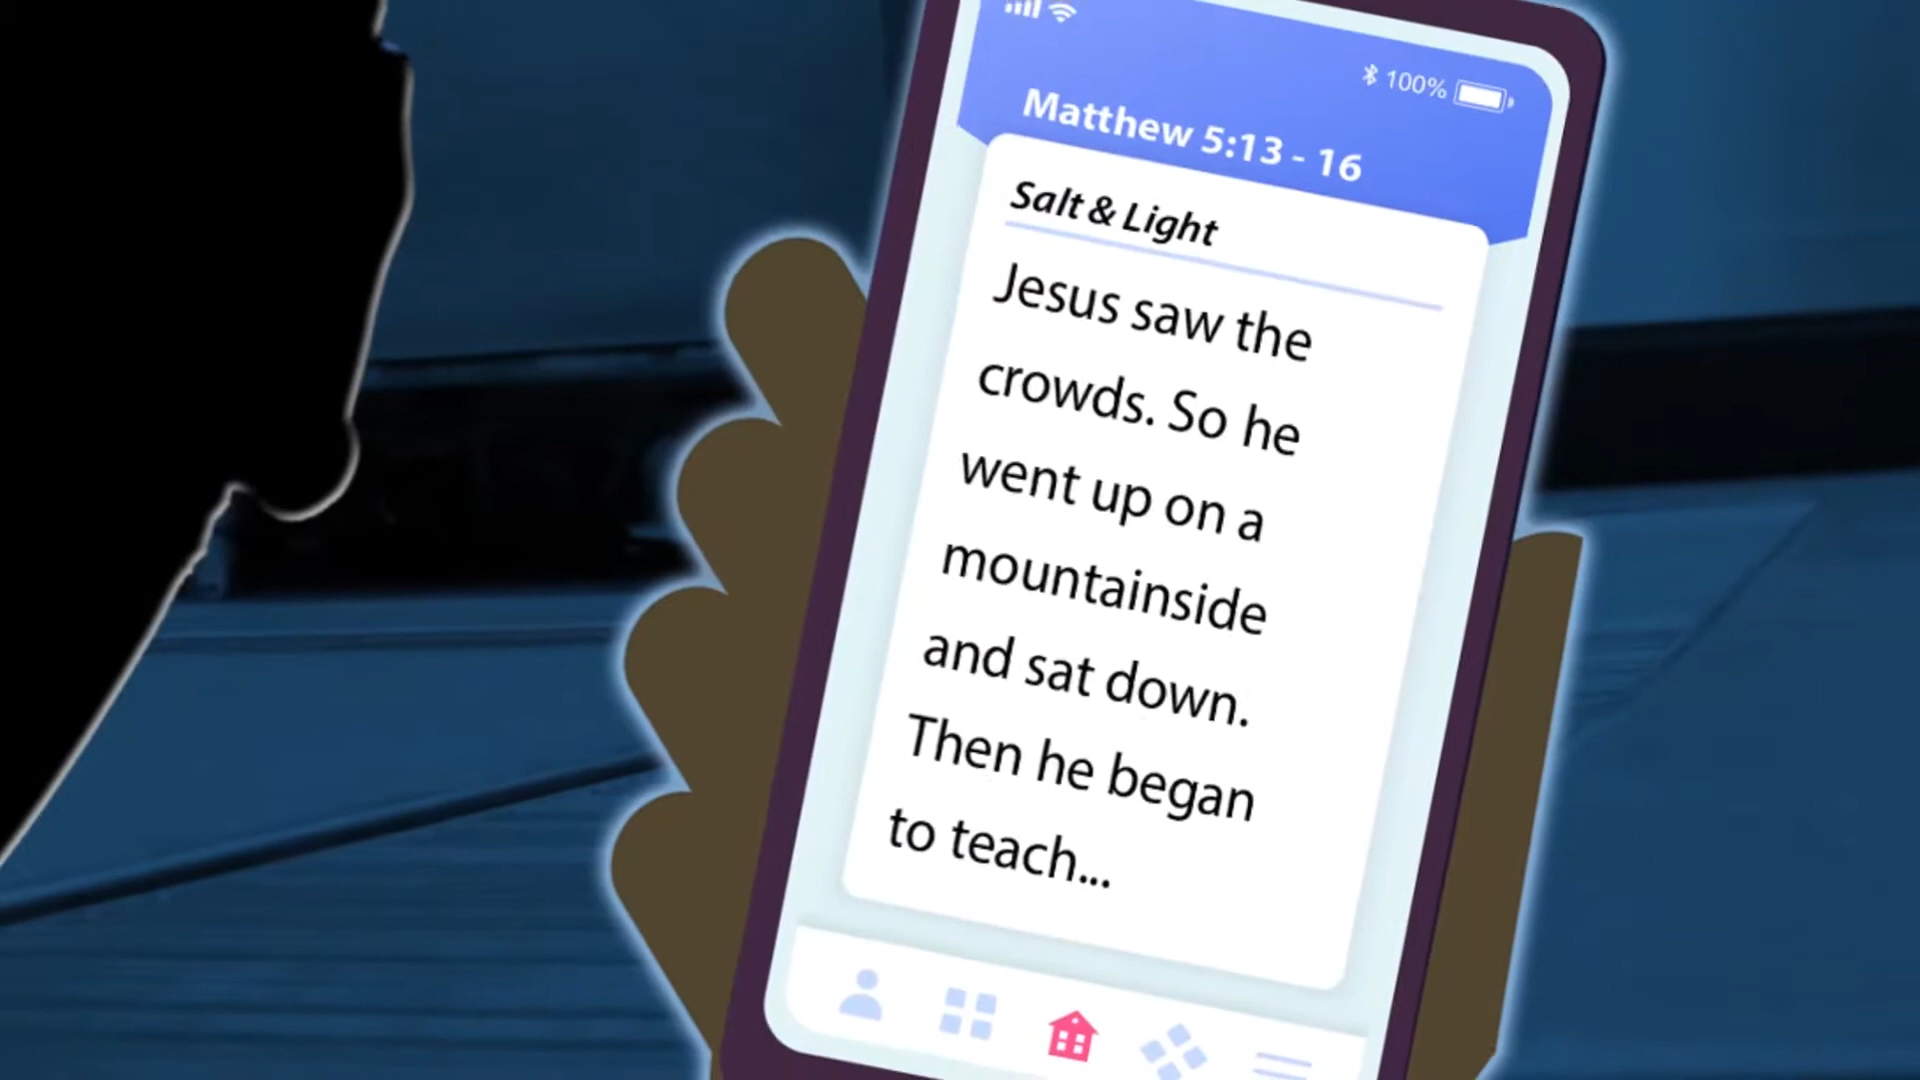 100%
Matthew 5:13 - 16
Salt & Light
Jesus saw the
crowds. So he
went up on a
mountainside
and sat down.
Then he began
to teach...